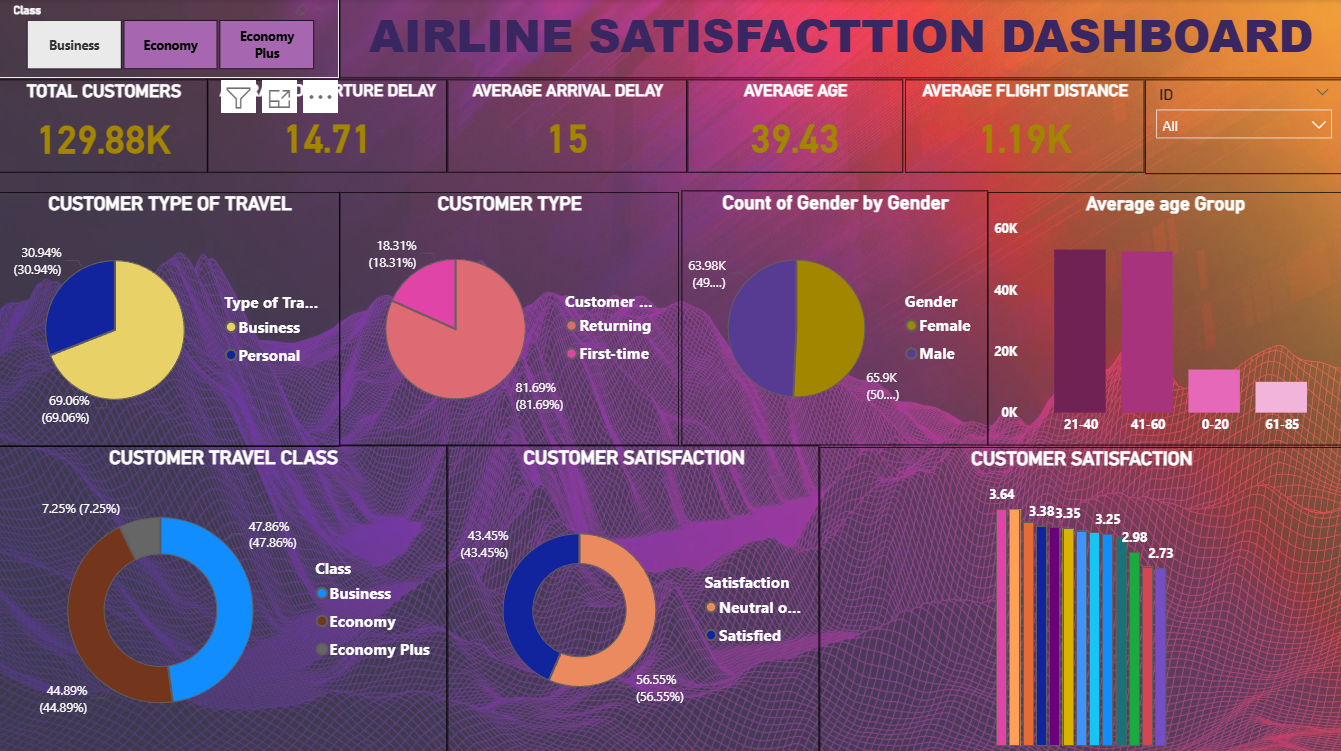 Class
Business
Economy
Economy
Plus
AIRLINE SATISFACTTION DASHBOARD
TOTAL CUSTOMERS
129.88K
RTURE DELAY
14.71
AVERAGE ARRIVAL DELAY
15
AVERAGE AGE
39.43
AVERAGE FLIGHT DISTANCE
1.19K
ID
All
CUSTOMER TYPE OF TRAVEL
30.94%
(30.94%)
69.06%
(69.06%)
Type of Tra...
Business
Personal
CUSTOMER TYPE
18.31%
(18.31%)
81.69%
(81.69%)
Customer ...
Returning
First-time
Count of Gender by Gender
63.98K
(49....)
65.9K
(50....)
Gender
Female
Male
Average age Group
60K
40K
20K
0K
21-40 41-60 0-20 61-85
CUSTOMER TRAVEL CLASS
7.25% (7.25%)
47.86%
(47.86%)
44.89%
(44.89%)
Class
Business
Economy
Economy Plus
CUSTOMER SATISFACTION
43.45%
(43.45%)
56.55%
(56.55%)
Satisfaction
Neutral o...
Satisfied
CUSTOMER SATISFACTION
3.64
3.38 3.35
3.25
2.98
2.73